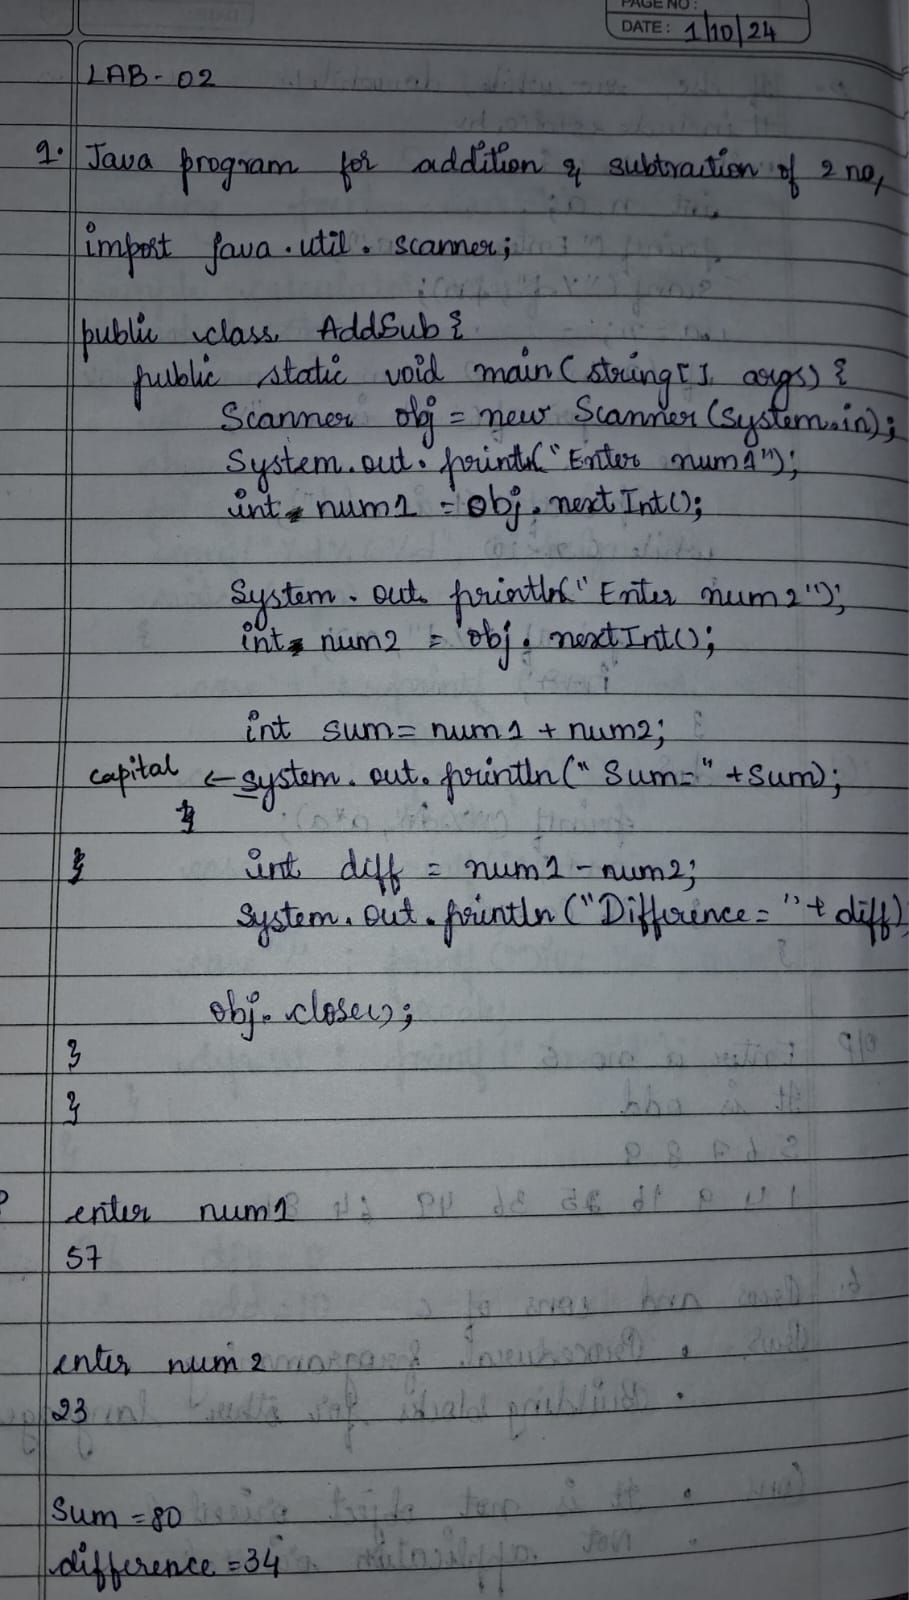 PAGE NO:
DATE: 1/10/24
LAB-02
1. Java program for addition & subtraction of 2 no,
import java.util.scanner;
public class AddSub {
public static void main(string[] args) {
Scanner obj = new Scanner(System.in);
System.out.println("Enter num1");
int num1 = obj.nextInt();
System.out.println("Enter num2");
int num2 = obj.nextInt();
int sum = num1 + num2;
capital ← system.out.println("Sum=" + Sum);
}
}
int diff = num1 - num2;
System.out.println("Difference=" + diff)
obj.close();
}
}
enter num1
57
enter num 2
23
Sum = 80
difference = 34